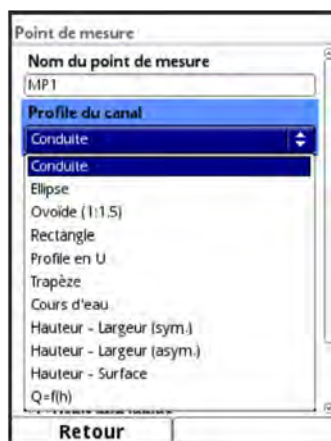 Point de mesure
Nom du point de mesure
MP1
Profile du canal
Conduite
Conduite
Ellipse
Ovoïde (1:1.5)
Rectangle
Profile en U
Trapèze
Cours d'eau
Hauteur - Largeur (sym.)
Hauteur - Largeur (asym.)
Hauteur - Surface
Q=f(h)
Retour